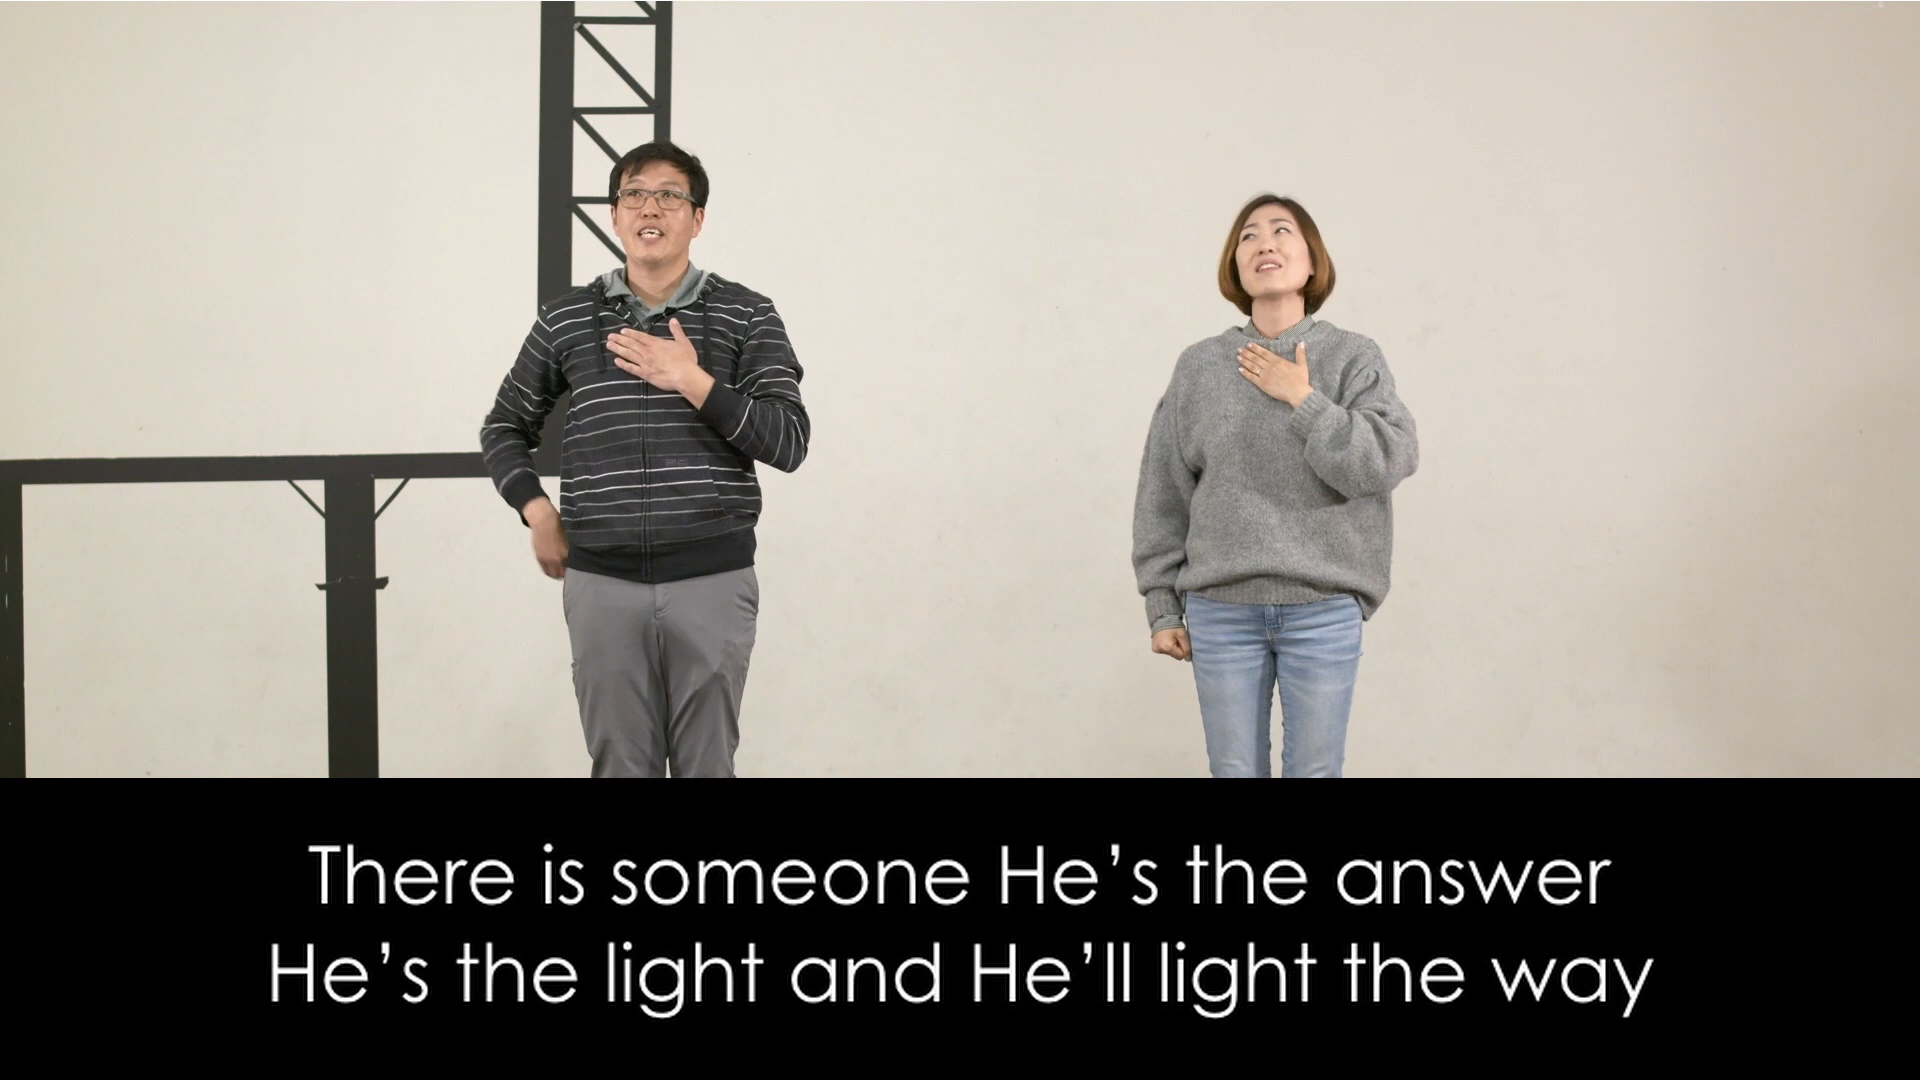 There is someone He’s the answer
He’s the light and He’ll light the way